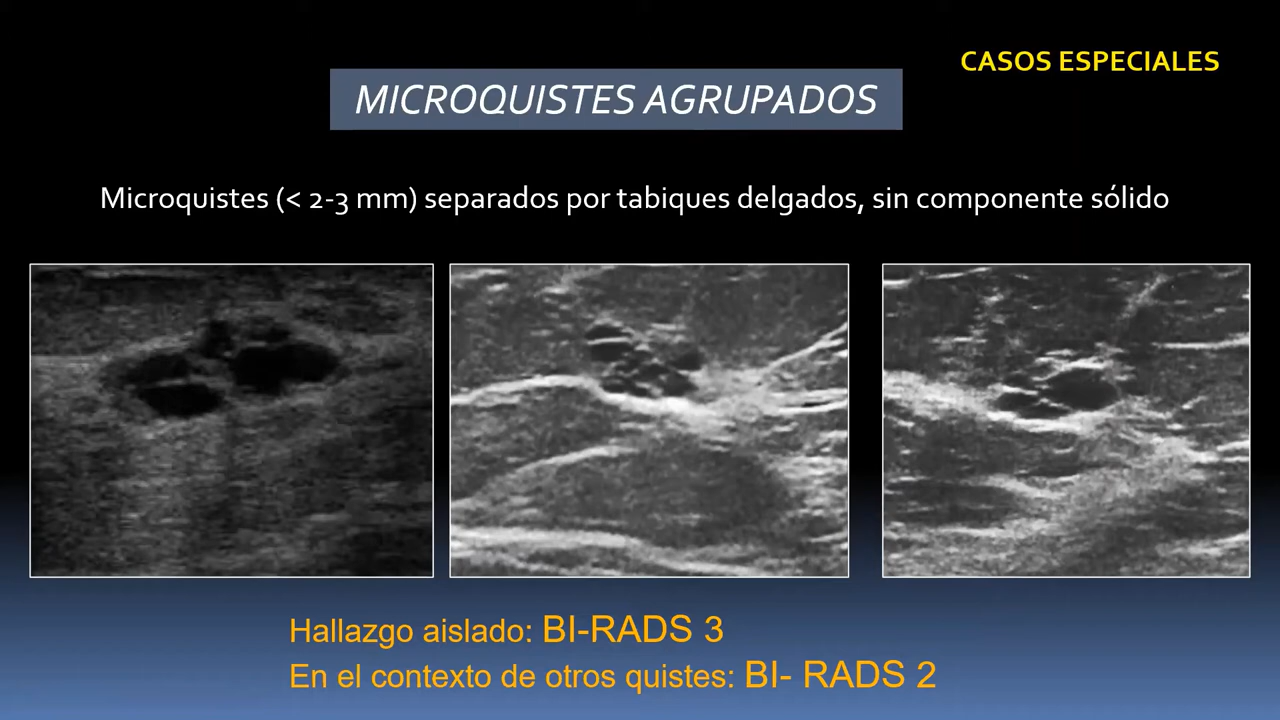 CASOS ESPECIALES
MICROQUISTES AGRUPADOS
Microquistes (< 2-3 mm) separados por tabiques delgados, sin componente sólido
Hallazgo aislado: BI-RADS 3
En el contexto de otros quistes: BI- RADS 2